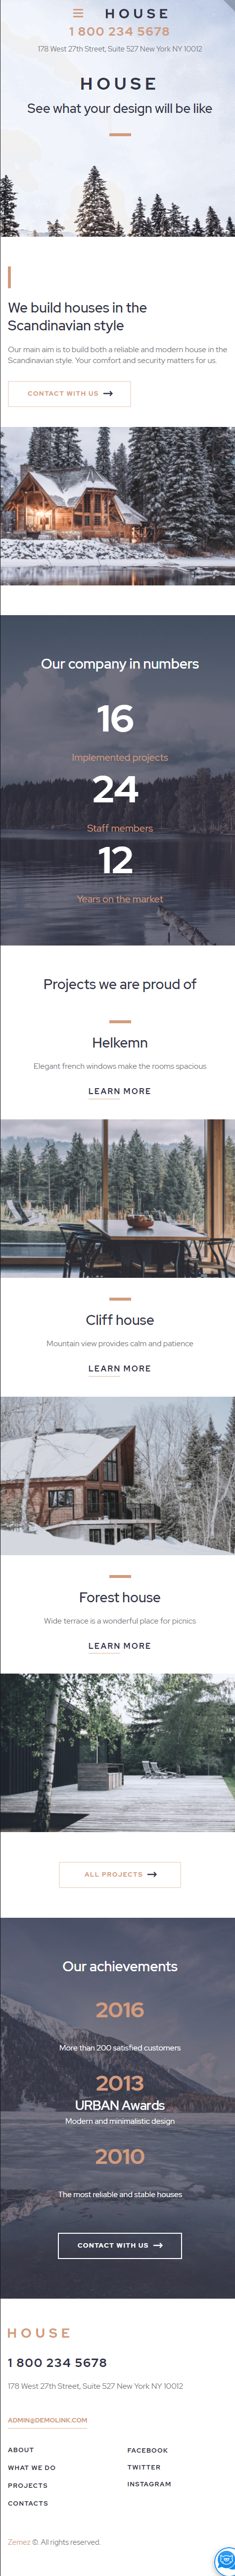 HOUSE
1 800 234 5678
178 West 27th Street, Suite 527 New York NY 10012
HOUSE
See what your design will be like
We build houses in the
Scandinavian style
Our main aim is to build both a reliable and modern house in the
Scandinavian style. Your comfort and security matters for us.
CONTACT WITH US
Our company in numbers
16
Implemented projects
24
Staff members
12
Years on the market
Projects we are proud of
Helkemn
Elegant french windows make the rooms spacious
LEARN MORE
Cliff house
Mountain view provides calm and patience
LEARN MORE
Forest house
Wide terrace is a wonderful place for picnics
LEARN MORE
ALL PROJECTS
Our achievements
2016
More than 200 satisfied customers
2013
URBAN Awards
Modern and minimalistic design
2010
The most reliable and stable houses
CONTACT WITH US
HOUSE
1 800 234 5678
178 West 27th Street, Suite 527 New York NY 10012
ADMIN@DEMOLINK.COM
ABOUT
WHAT WE DO
PROJECTS
CONTACTS
FACEBOOK
TWITTER
INSTAGRAM
Zemez ©. All rights reserved.